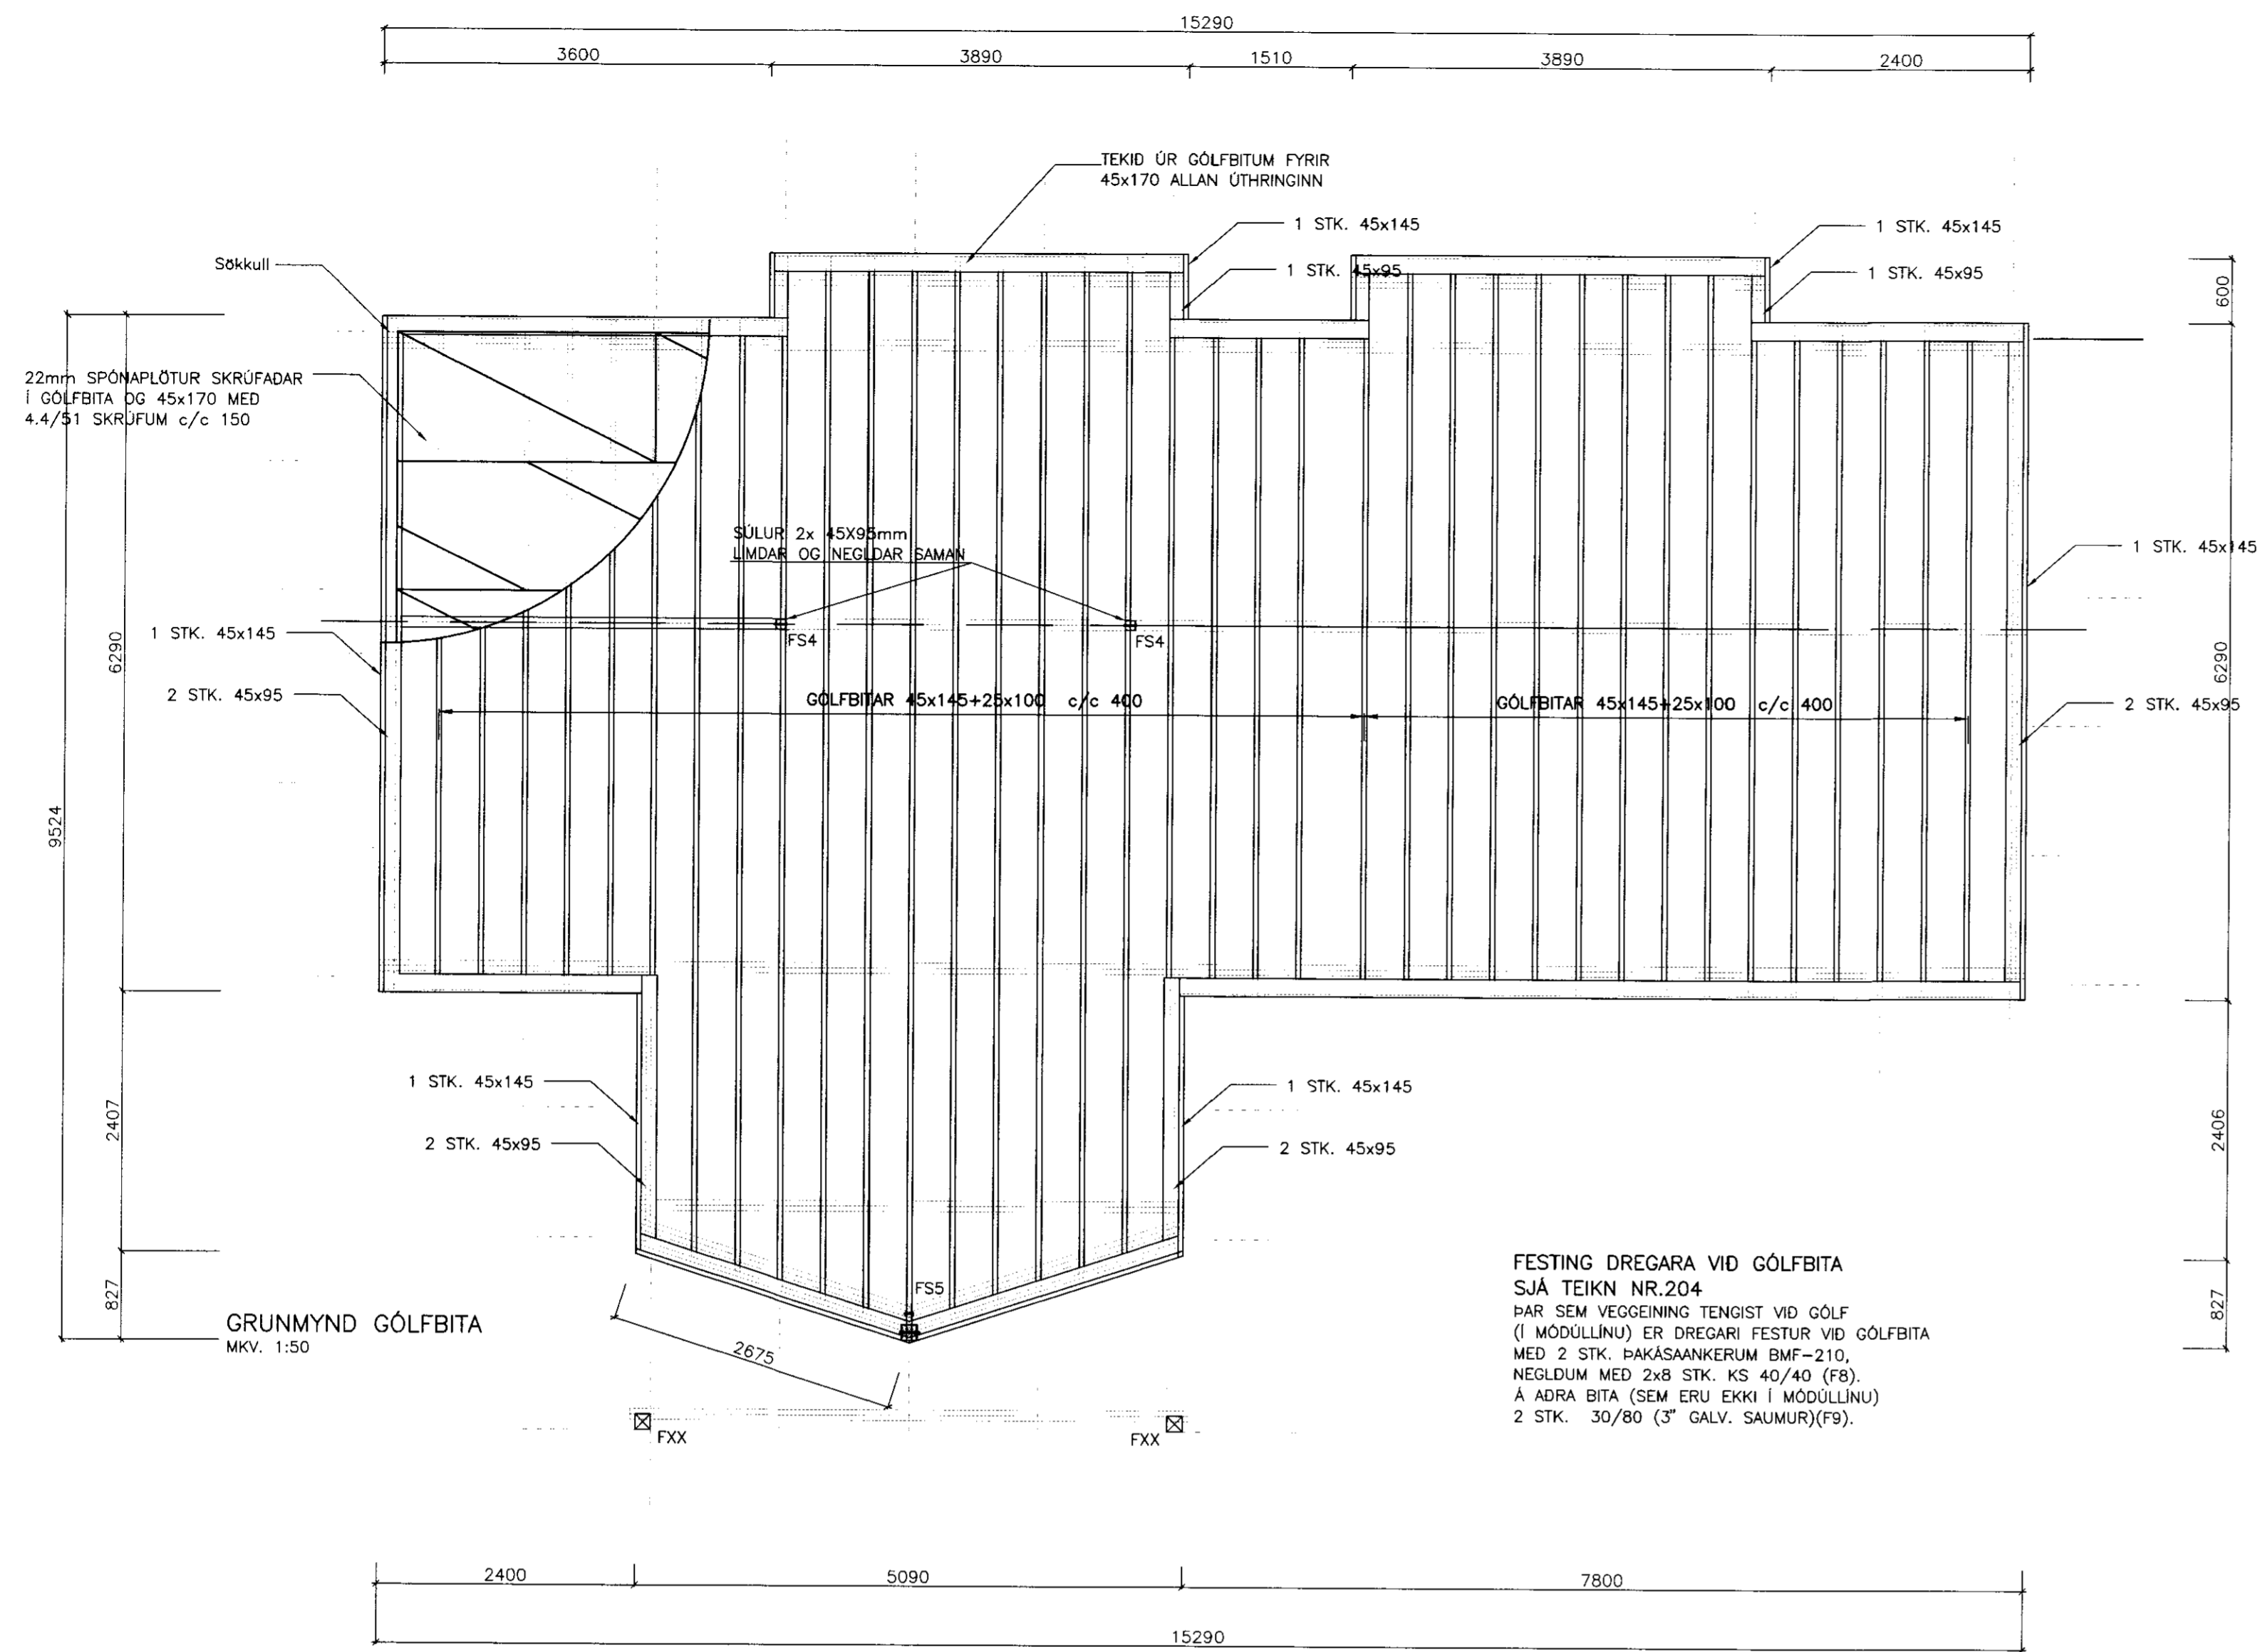 15290
3600
3890
1510
3890
2400
TEKIÐ ÚR GÓLFBITUM FYRIR
45x170 ALLAN ÚTHRINGINN
1 STK. 45x145
1 STK. 45x95
1 STK. 45x145
1 STK. 45x95
600
Sökkull
22mm SPÓNAPLÖTUR SKRÚFAÐAR
Í GÓLFBITA OG 45x170 MEÐ
4.4/51 SKRÚFUM c/c 150
SÚLUR 2x 45X95mm
LÍMDAR OG NEGLDAR SAMAN
1 STK. 45x145
FS4
FS4
1 STK. 45x145
2 STK. 45x95
6290
6290
GÓLFBITAR 45x145+25x100 c/c 400
GÓLFBITAR 45x145+25x100 c/c 400
2 STK. 45x95
9524
2407
1 STK. 45x145
2 STK. 45x95
1 STK. 45x145
2 STK. 45x95
2406
827
FS5
827
GRUNMYND GÓLFBITA
MKV. 1:50
2675
FXX
FXX
FESTING DREGARA VIÐ GÓLFBITA
SJÁ TEIKN NR.204
ÞAR SEM VEGGEINING TENGIST VIÐ GÓLF
(Í MÓDÚLLÍNU) ER DREGARI FESTUR VIÐ GÓLFBITA
MEÐ 2 STK. ÞAKÁSAANKERUM BMF-210,
NEGLDUM MEÐ 2x8 STK. KS 40/40 (F8).
Á AÐRA BITA (SEM ERU EKKI Í MÓDÚLLÍNU)
2 STK. 30/80 (3" GALV. SAUMUR)(F9).
2400
5090
7800
15290